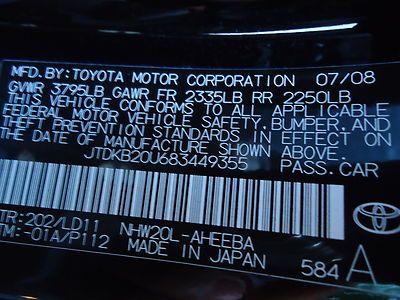 MFD.BY:TOYOTA MOTOR CORPORATION 07/08
GVWR 3795LB GAWR FR 2335LB RR 2250LB
THIS VEHICLE CONFORMS TO ALL APPLICABLE
FEDERAL MOTOR VEHICLE SAFETY,BUMPER,AND
THEFT PREVENTION STANDARDS IN EFFECT ON
THE DATE OF MANUFACTURE SHOWN ABOVE.
JTDKB20U683449355 PASS.CAR
TR:202/LD11 NHW20L-AHEEBA TOYOTA
TM:-01A/P112 MADE IN JAPAN 584 A